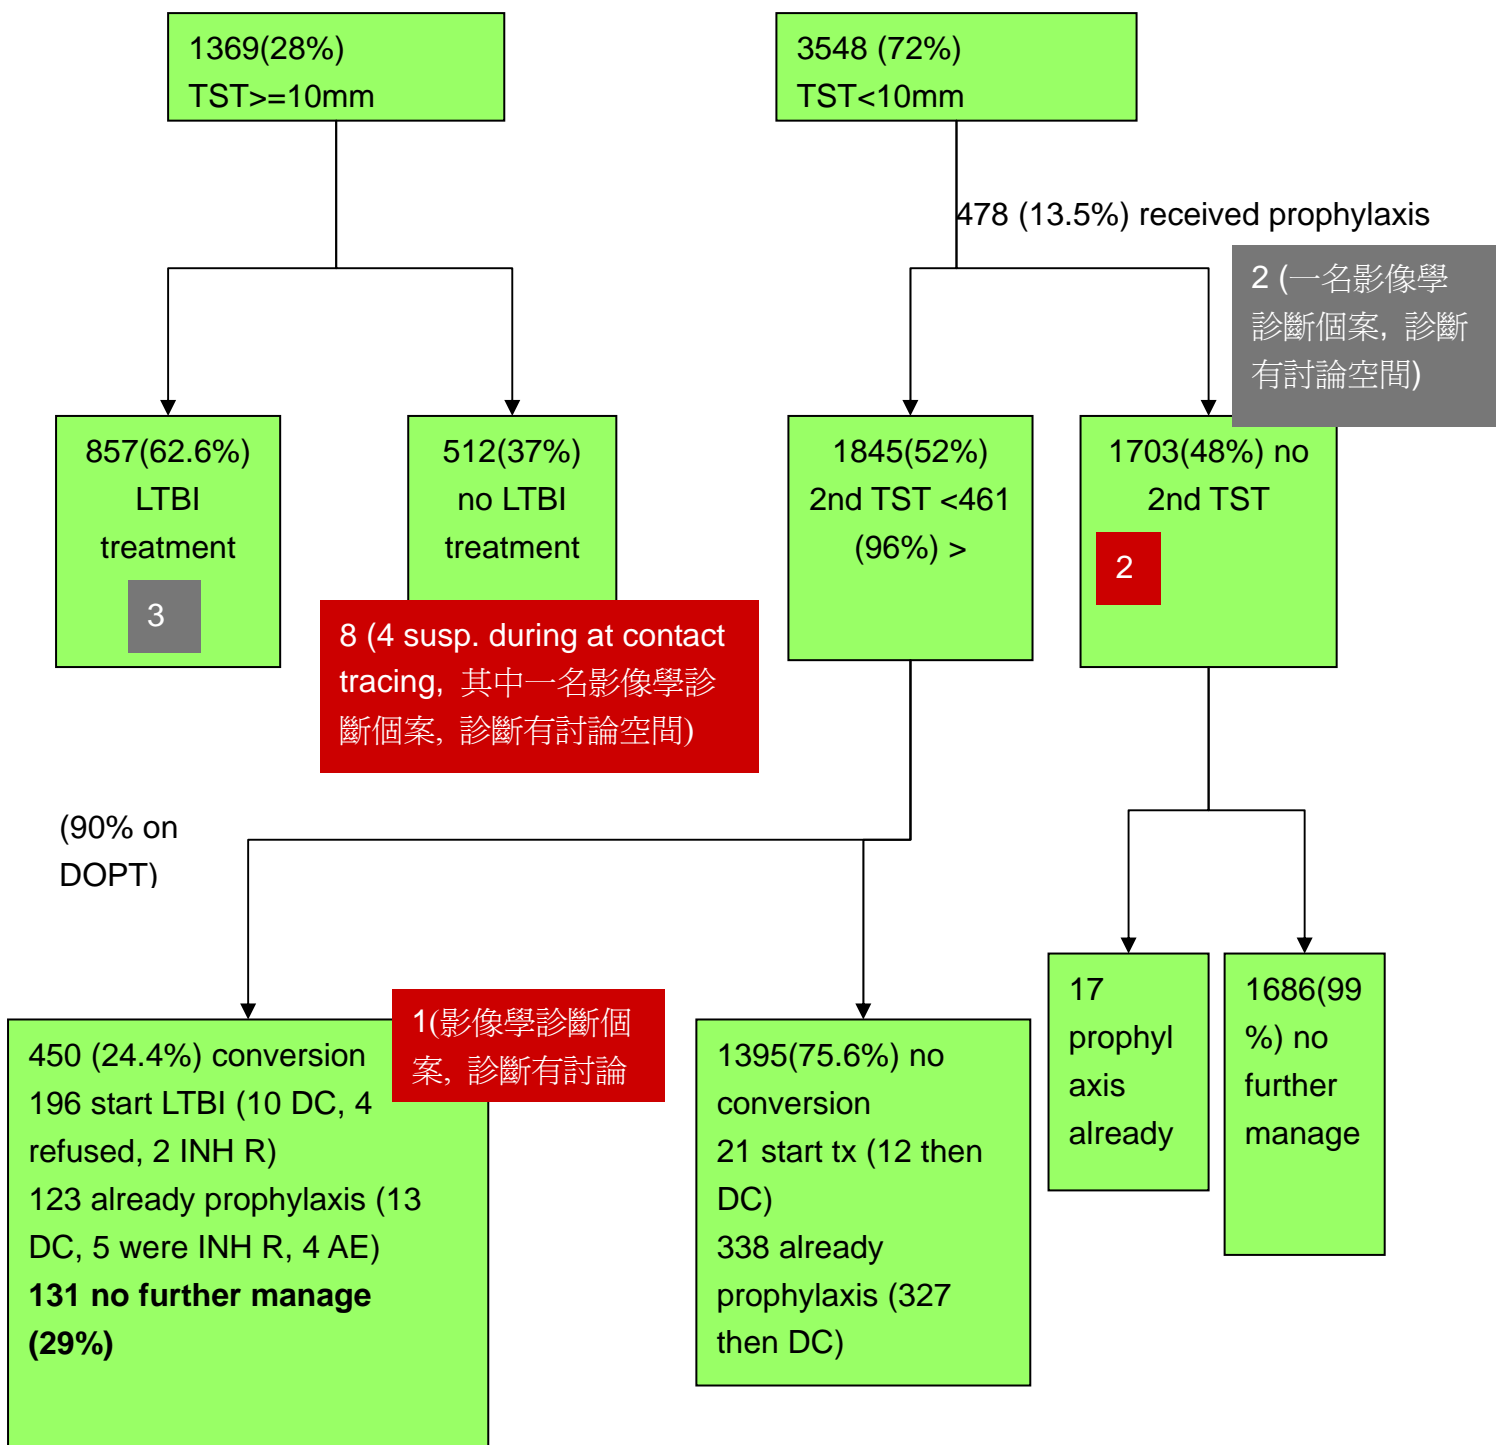 1369(28%)
TST>=10mm
3548 (72%)
TST<10mm
478 (13.5%) received prophylaxis
2 (一名影像學
診斷個案, 診斷
有討論空間)
857(62.6%)
LTBI
treatment
3
512(37%)
no LTBI
treatment
8 (4 susp. during at contact
tracing, 其中一名影像學診
斷個案, 診斷有討論空間)
1845(52%)
2nd TST <461
(96%) >
1703(48%) no
2nd TST
2
(90% on
DOPT)
450 (24.4%) conversion
196 start LTBI (10 DC, 4
refused, 2 INH R)
123 already prophylaxis (13
DC, 5 were INH R, 4 AE)
131 no further manage
(29%)
1(影像學診斷個
案, 診斷有討論
1395(75.6%) no
conversion
21 start tx (12 then
DC)
338 already
prophylaxis (327
then DC)
17
prophyl
axis
already
1686(99
%) no
further
manage